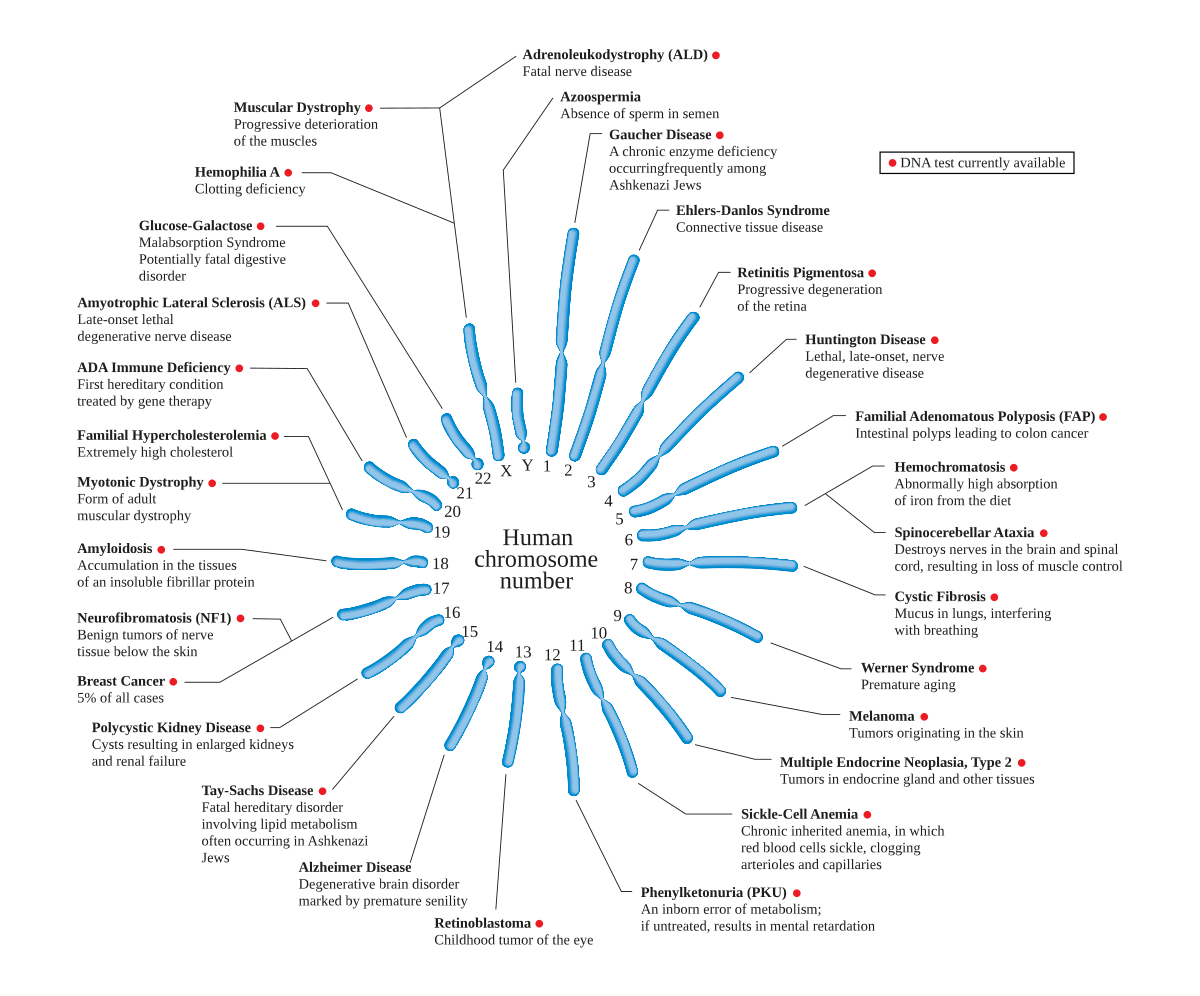 Adrenoleukodystrophy (ALD)
Fatal nerve disease
Azoospermia
Absence of sperm in semen
Gaucher Disease
A chronic enzyme deficiency
occurringfrequently among
Ashkenazi Jews
DNA test currently available
Ehlers-Danlos Syndrome
Connective tissue disease
Retinitis Pigmentosa
Progressive degeneration
of the retina
Huntington Disease
Lethal, late-onset, nerve
degenerative disease
Familial Adenomatous Polyposis (FAP)
Intestinal polyps leading to colon cancer
Hemochromatosis
Abnormally high absorption
of iron from the diet
Spinocerebellar Ataxia
Destroys nerves in the brain and spinal
cord, resulting in loss of muscle control
Cystic Fibrosis
Mucus in lungs, interfering
with breathing
Werner Syndrome
Premature aging
Melanoma
Tumors originating in the skin
Multiple Endocrine Neoplasia, Type 2
Tumors in endocrine gland and other tissues
Sickle-Cell Anemia
Chronic inherited anemia, in which
red blood cells sickle, clogging
arterioles and capillaries
Phenylketonuria (PKU)
An inborn error of metabolism;
if untreated, results in mental retardation
Retinoblastoma
Childhood tumor of the eye
Alzheimer Disease
Degenerative brain disorder
marked by premature senility
Tay-Sachs Disease
Fatal hereditary disorder
involving lipid metabolism
often occurring in Ashkenazi
Jews
Polycystic Kidney Disease
Cysts resulting in enlarged kidneys
and renal failure
Breast Cancer
5% of all cases
Neurofibromatosis (NF1)
Benign tumors of nerve
tissue below the skin
Amyloidosis
Accumulation in the tissues
of an insoluble fibrillar protein
Myotonic Dystrophy
Form of adult
muscular dystrophy
Familial Hypercholesterolemia
Extremely high cholesterol
ADA Immune Deficiency
First hereditary condition
treated by gene therapy
Amyotrophic Lateral Sclerosis (ALS)
Late-onset lethal
degenerative nerve disease
Glucose-Galactose
Malabsorption Syndrome
Potentially fatal digestive
disorder
Hemophilia A
Clotting deficiency
Muscular Dystrophy
Progressive deterioration
of the muscles
Human
chromosome
number
1
2
3
4
5
6
7
8
9
10
11
12
13
14
15
16
17
18
19
20
21
22
X
Y